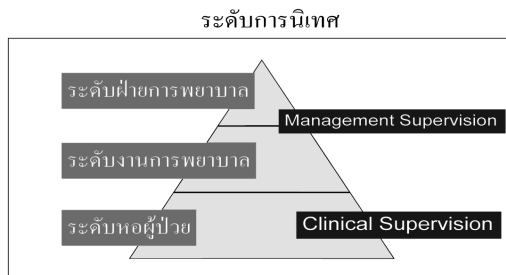 ระดับการนิเทศ
ระดับฝ่ายการพยาบาล
Management Supervision
ระดับงานการพยาบาล
ระดับหอผู้ป่วย
Clinical Supervision